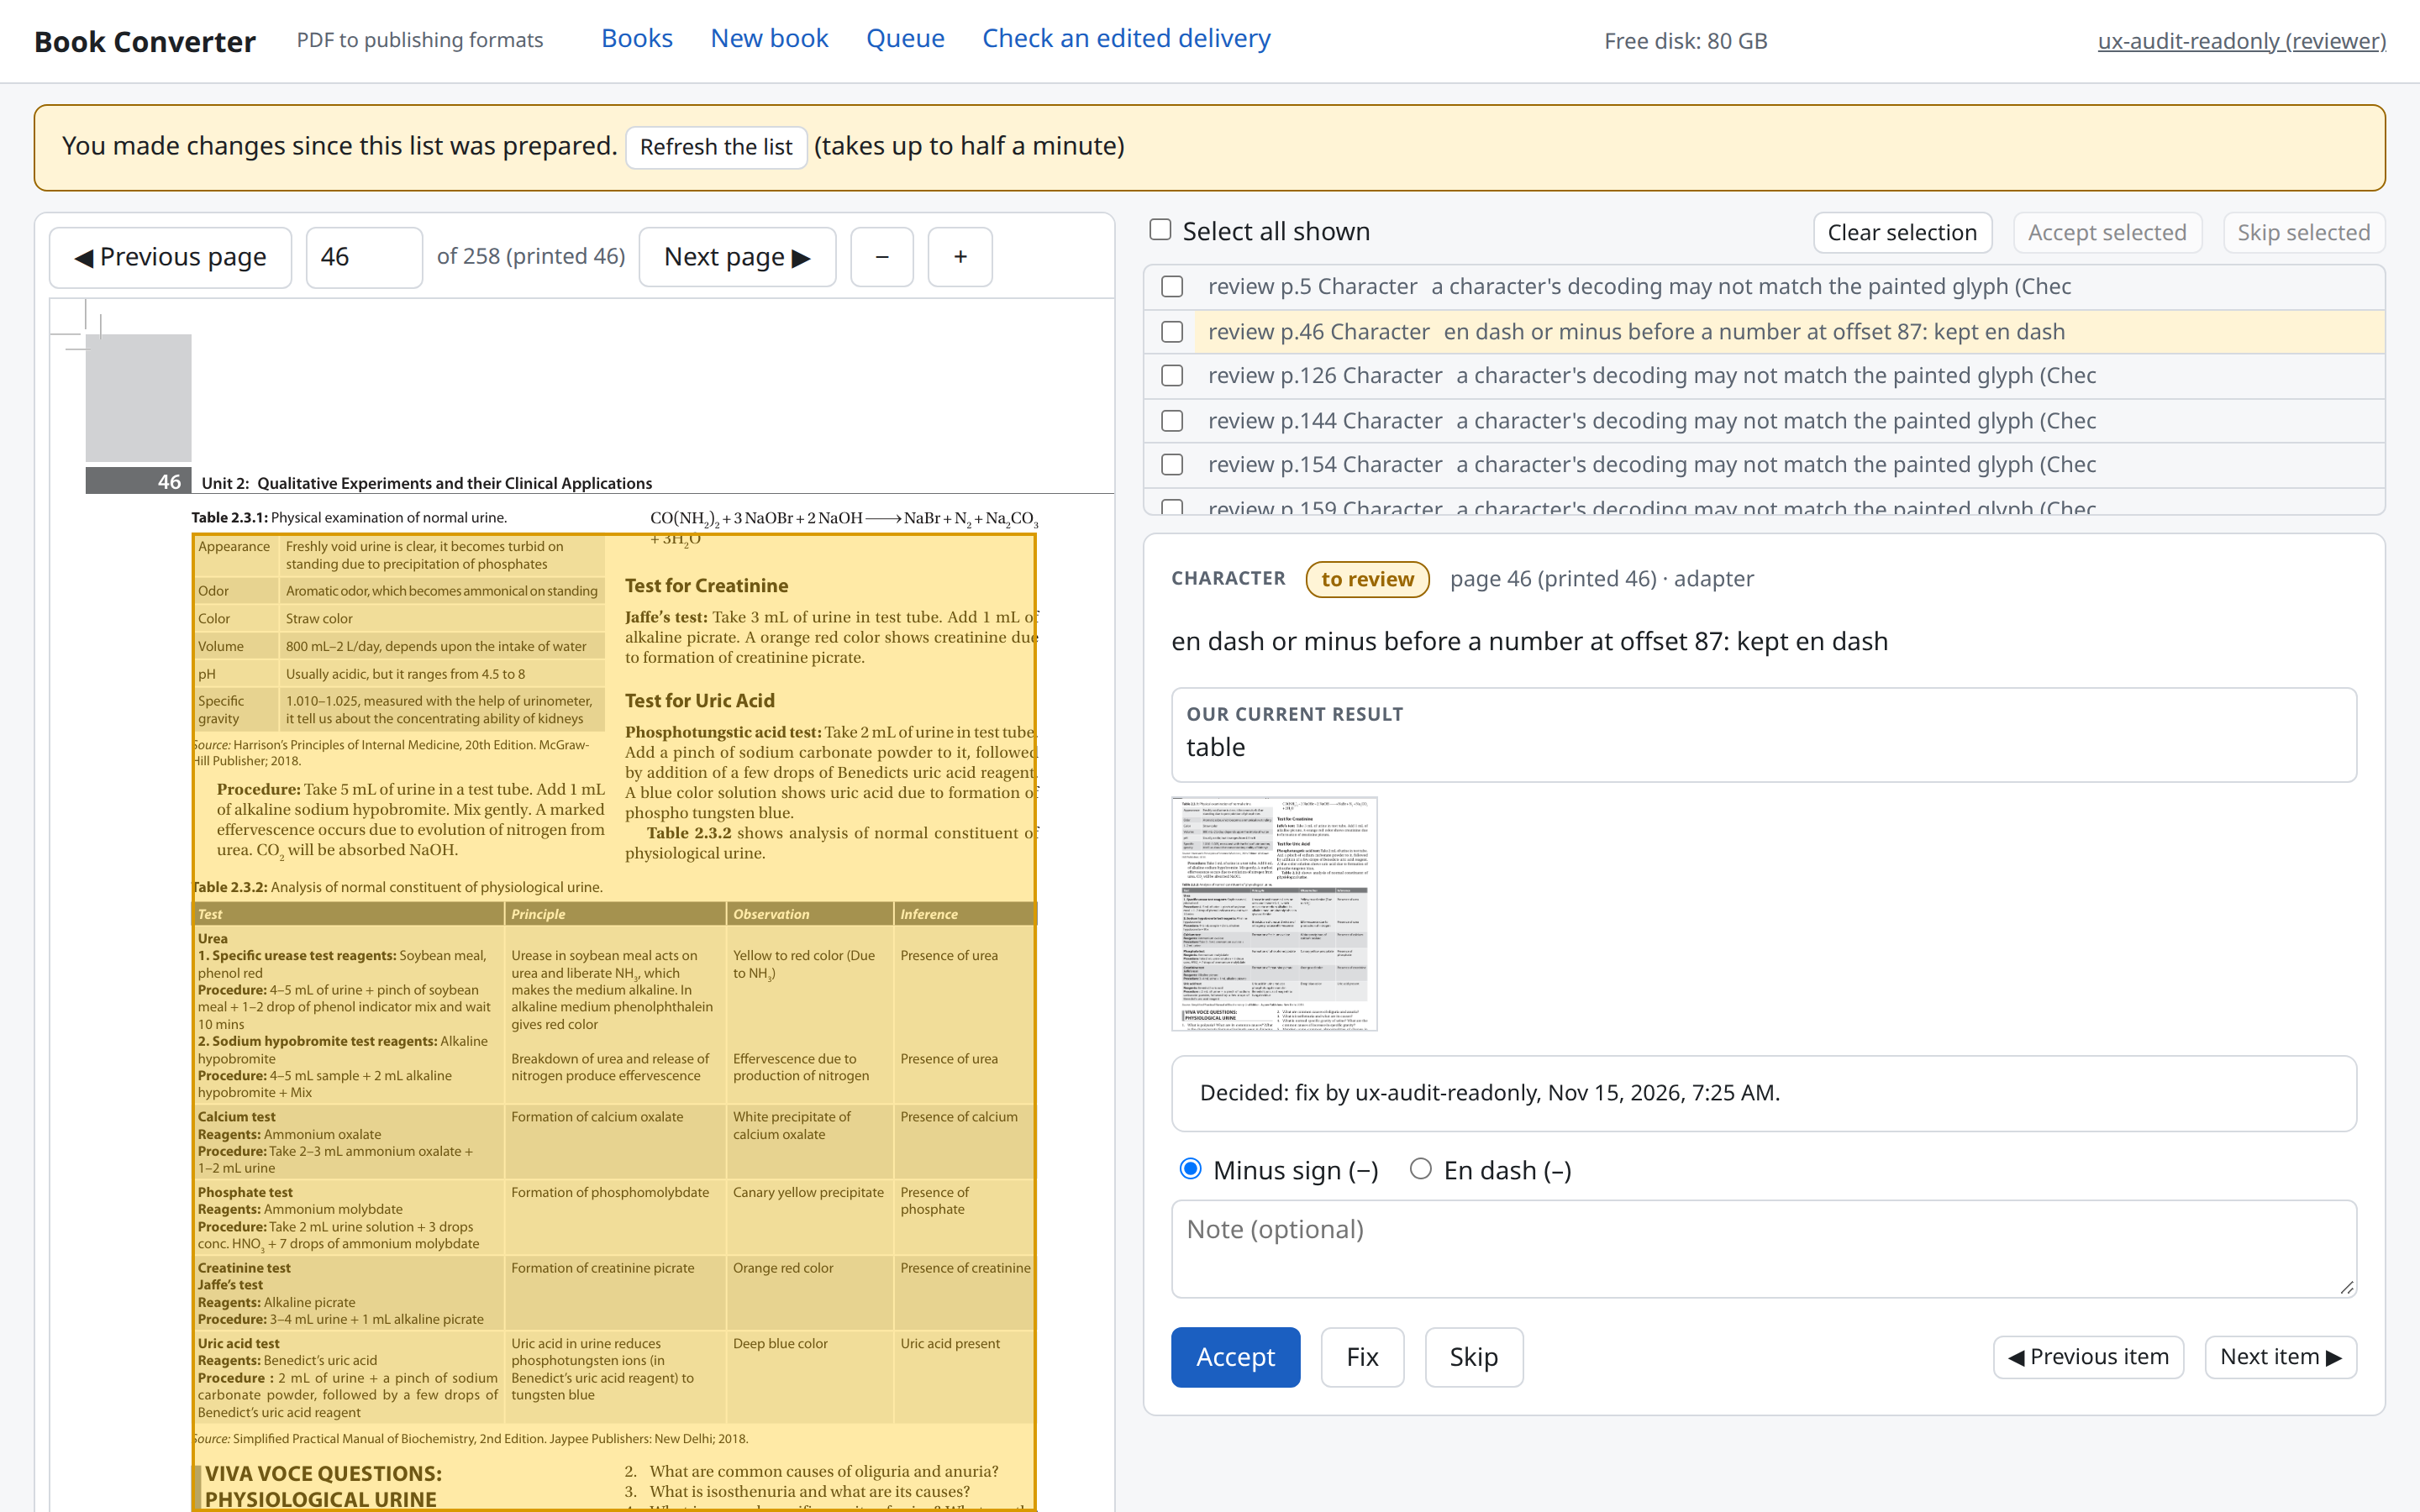 Book Converter PDF to publishing formats Books New book Queue Check an edited delivery Free disk: 80 GB ux-audit-readonly (reviewer)
You made changes since this list was prepared. Refresh the list (takes up to half a minute)
◀ Previous page 46 of 258 (printed 46) Next page ▶ − +
46 Unit 2: Qualitative Experiments and their Clinical Applications
Table 2.3.1: Physical examination of normal urine.
Appearance Freshly void urine is clear, it becomes turbid on
standing due to precipitation of phosphates
Odor Aromatic odor, which becomes ammonical on standing
Color Straw color
Volume 800 mL–2 L/day, depends upon the intake of water
pH Usually acidic, but it ranges from 4.5 to 8
Specific 1.010–1.025, measured with the help of urinometer,
gravity it tell us about the concentrating ability of kidneys
Source: Harrison’s Principles of Internal Medicine, 20th Edition. McGraw-
Hill Publisher; 2018.
Procedure: Take 5 mL of urine in a test tube. Add 1 mL
of alkaline sodium hypobromite. Mix gently. A marked
effervescence occurs due to evolution of nitrogen from
urea. CO2 will be absorbed NaOH.
CO(NH2)2 + 3 NaOBr + 2 NaOH ⟶ NaBr + N2 + Na2CO3
+ 3H2O
Test for Creatinine
Jaffe’s test: Take 3 mL of urine in test tube. Add 1 mL of
alkaline picrate. A orange red color shows creatinine due
to formation of creatinine picrate.
Test for Uric Acid
Phosphotungstic acid test: Take 2 mL of urine in test tube.
Add a pinch of sodium carbonate powder to it, followed
by addition of a few drops of Benedicts uric acid reagent.
A blue color solution shows uric acid due to formation of
phospho tungsten blue.
Table 2.3.2 shows analysis of normal constituent of
physiological urine.
Table 2.3.2: Analysis of normal constituent of physiological urine.
Test Principle Observation Inference
Urea
1. Specific urease test reagents: Soybean meal, Urease in soybean meal acts on Yellow to red color (Due Presence of urea
phenol red urea and liberate NH3, which to NH3)
Procedure: 4–5 mL of urine + pinch of soybean makes the medium alkaline. In
meal + 1–2 drop of phenol indicator mix and wait alkaline medium phenolphthalein
10 mins gives red color
2. Sodium hypobromite test reagents: Alkaline
hypobromite Breakdown of urea and release of Effervescence due to Presence of urea
Procedure: 4–5 mL sample + 2 mL alkaline nitrogen produce effervescence production of nitrogen
hypobromite + Mix
Calcium test Formation of calcium oxalate White precipitate of Presence of calcium
Reagents: Ammonium oxalate calcium oxalate
Procedure: Take 2–3 mL ammonium oxalate +
1–2 mL urine
Phosphate test Formation of phosphomolybdate Canary yellow precipitate Presence of
Reagents: Ammonium molybdate phosphate
Procedure: Take 2 mL urine solution + 3 drops
conc. HNO3 + 7 drops of ammonium molybdate
Creatinine test Formation of creatinine picrate Orange red color Presence of creatinine
Jaffe’s test
Reagents: Alkaline picrate
Procedure: 3–4 mL urine + 1 mL alkaline picrate
Uric acid test Uric acid in urine reduces Deep blue color Uric acid present
Reagents: Benedict’s uric acid phosphotungsten ions (in
Procedure : 2 mL of urine + a pinch of sodium Benedict’s uric acid reagent) to
carbonate powder, followed by a few drops of tungsten blue
Benedict’s uric acid reagent
Source: Simplified Practical Manual of Biochemistry, 2nd Edition. Jaypee Publishers: New Delhi; 2018.
VIVA VOCE QUESTIONS:
PHYSIOLOGICAL URINE
2. What are common causes of oliguria and anuria?
3. What is isosthenuria and what are its causes?
Select all shown Clear selection Accept selected Skip selected
review p.5 Character a character's decoding may not match the painted glyph (Chec
review p.46 Character en dash or minus before a number at offset 87: kept en dash
review p.126 Character a character's decoding may not match the painted glyph (Chec
review p.144 Character a character's decoding may not match the painted glyph (Chec
review p.154 Character a character's decoding may not match the painted glyph (Chec
review p.159 Character a character's decoding may not match the painted glyph (Chec
CHARACTER to review page 46 (printed 46) · adapter
en dash or minus before a number at offset 87: kept en dash
OUR CURRENT RESULT
table
Decided: fix by ux-audit-readonly, Nov 15, 2026, 7:25 AM.
Minus sign (−) En dash (–)
Note (optional)
Accept Fix Skip ◀ Previous item Next item ▶